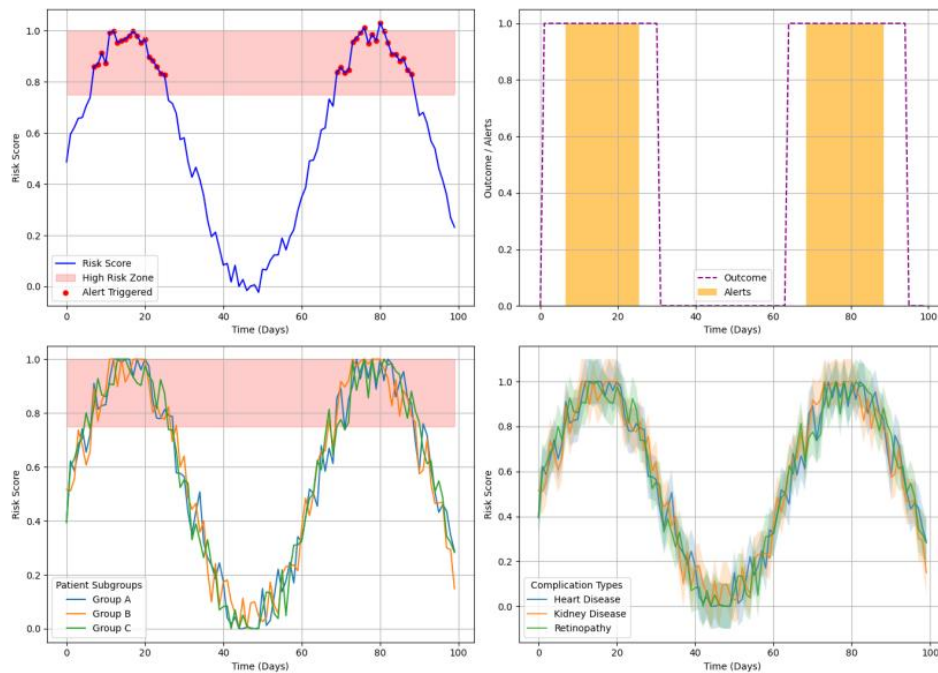 1.0
0.8
0.6
0.4
0.2
0.0
Risk Score
Risk Score
High Risk Zone
Alert Triggered
0 20 40 60 80 100
Time (Days)
1.0
0.8
0.6
0.4
0.2
0.0
Outcome / Alerts
Outcome
Alerts
0 20 40 60 80 100
Time (Days)
1.0
0.8
0.6
0.4
0.2
0.0
Risk Score
Patient Subgroups
Group A
Group B
Group C
0 20 40 60 80 100
Time (Days)
1.0
0.8
0.6
0.4
0.2
0.0
Risk Score
Complication Types
Heart Disease
Kidney Disease
Retinopathy
0 20 40 60 80 100
Time (Days)